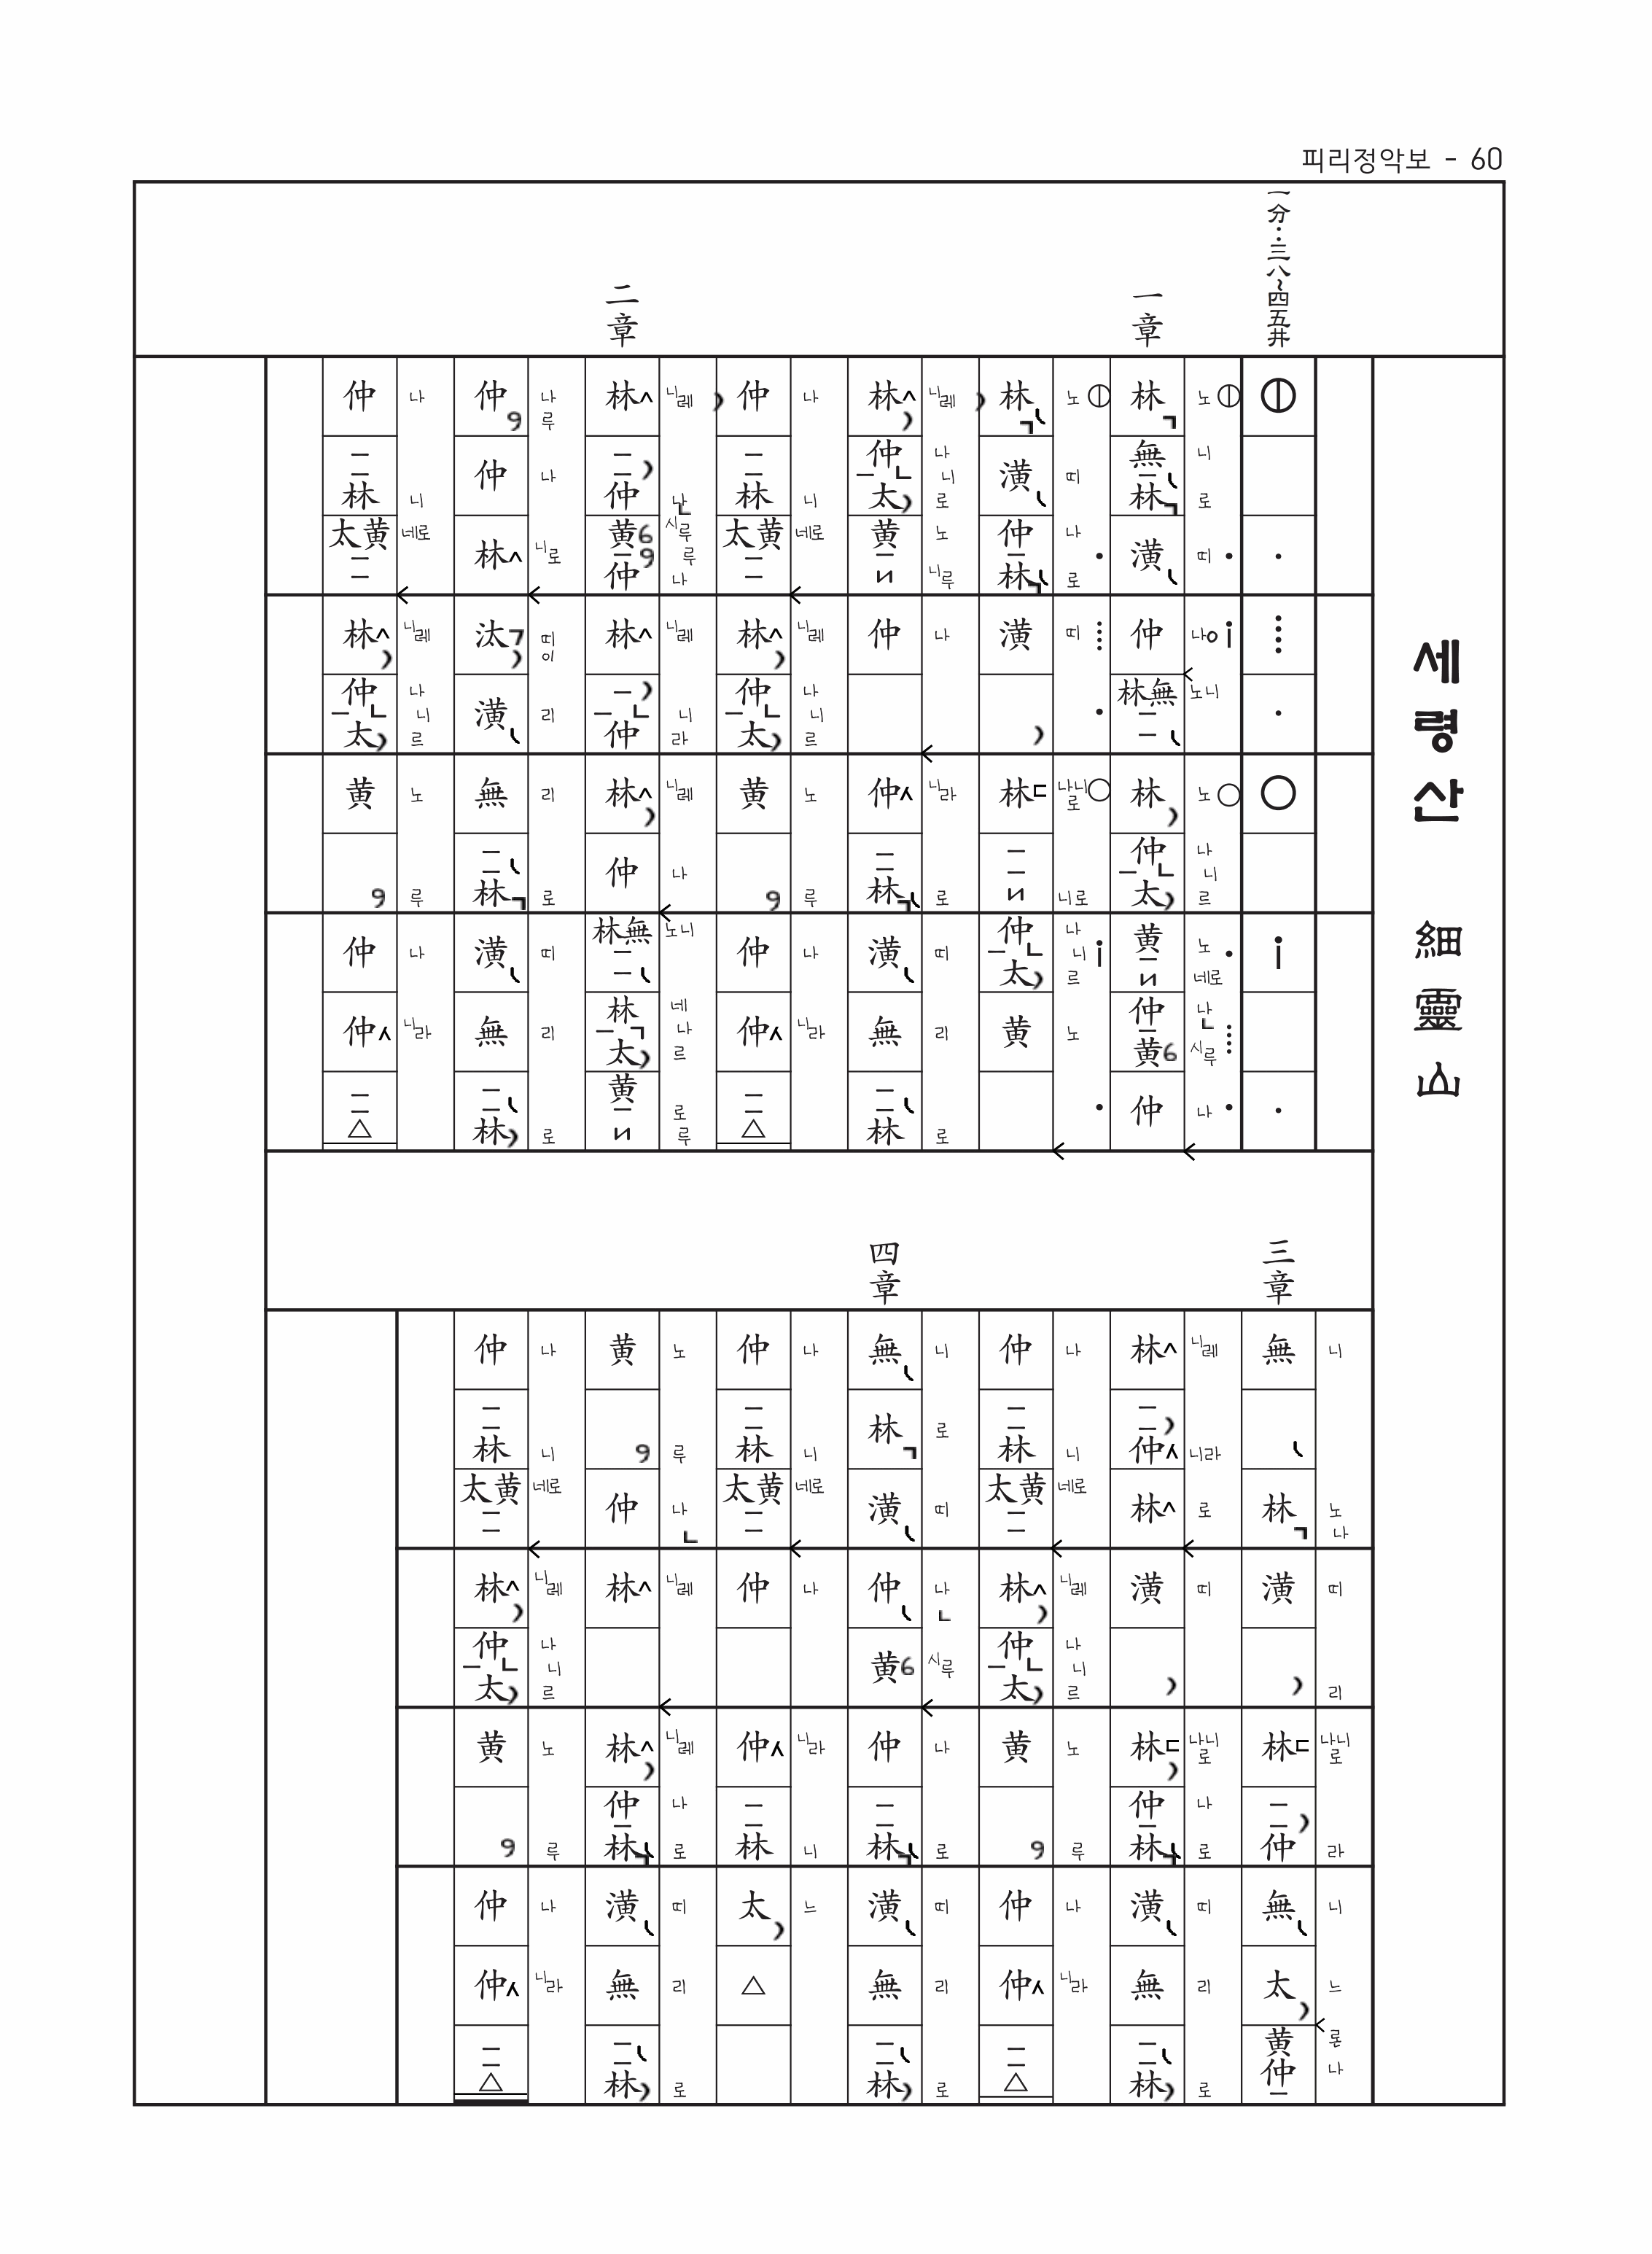 피리정악보 - 60
세령산 細靈山
一分··三八~四五井
一章
林 無 林 潢 仲 林無 林 仲 太 黃 仲 黃 仲
노 니 로 띠 나 노니 노 나 니 르 노 네로 나ㄴ 시루 나
林 潢 仲 林 潢 林 仲 太 黃
노 띠 나 로 띠 나니로 니로 나 니 르 노
林 仲 太 黃 仲 仲 林 潢 無 林
니레 나 니 로 노 니루 나 니라 로 띠 리 로
仲 林 太黃 林 仲 太 黃 仲 仲 △
나 니 네로 니레 나 니 르 노 루 나 니라
二章
林 仲 黃 仲 林 仲 林 仲 林無 林 太 黃
니레 나ㄴ 시루 루 나 니레 니 라 니레 나 노니 네 나 르 로 루
仲 仲 林 汰 潢 無 林 潢 無 林
나 루 나 니로 띠 이 리 리 로 띠 리 로
仲 林 太黃 林 仲 太 黃 仲 仲 △
나 니 네로 니레 나 니 르 노 루 나 니라
三章
無 林 潢 林 仲 無 太 黃 仲
니 노 나 띠 리 나니로 라 니 느 론 나
林 仲 林 潢 林 仲 林 潢 無 林
니레 니라 로 띠 나니로 나 로 띠 리 로
仲 林 太黃 林 仲 太 黃 仲 仲 △
나 니 네로 니레 나 니 르 노 루 나 니라
四章
無 林 潢 仲 黃 仲 林 潢 無 林
니 로 띠 나 ㄴ 시루 나 로 띠 리 로
仲 林 太黃 仲 仲 林 太 △
나 니 네로 나 니라 니 느
黃 仲 林 林 仲 林 潢 無 林
노 루 나 ㄴ 니레 니레 나 로 띠 리 로
仲 林 太黃 林 仲 太 黃 仲 仲 △
나 니 네로 니레 나 니 르 노 루 나 니라